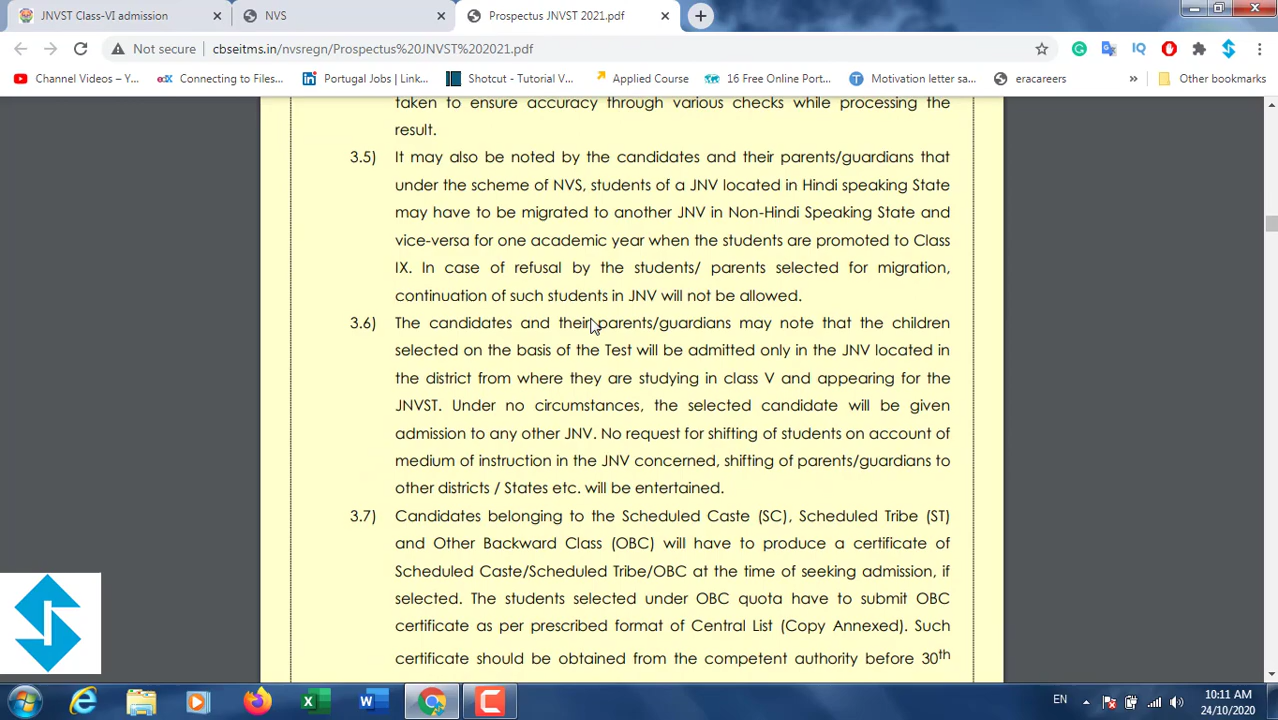 JNVST Class-VI admission
NVS
Prospectus JNVST 2021.pdf
Not secure
cbseitms.in/nvsregn/Prospectus%20JNVST%202021.pdf
Channel Videos – Y...
Connecting to Files...
Portugal Jobs | Link...
Shotcut - Tutorial V...
Applied Course
16 Free Online Port...
Motivation letter sa...
eracareers
»
Other bookmarks
taken to ensure accuracy through various checks while processing the
result.
3.5) It may also be noted by the candidates and their parents/guardians that
under the scheme of NVS, students of a JNV located in Hindi speaking State
may have to be migrated to another JNV in Non-Hindi Speaking State and
vice-versa for one academic year when the students are promoted to Class
IX. In case of refusal by the students/ parents selected for migration,
continuation of such students in JNV will not be allowed.
3.6) The candidates and their parents/guardians may note that the children
selected on the basis of the Test will be admitted only in the JNV located in
the district from where they are studying in class V and appearing for the
JNVST. Under no circumstances, the selected candidate will be given
admission to any other JNV. No request for shifting of students on account of
medium of instruction in the JNV concerned, shifting of parents/guardians to
other districts / States etc. will be entertained.
3.7) Candidates belonging to the Scheduled Caste (SC), Scheduled Tribe (ST)
and Other Backward Class (OBC) will have to produce a certificate of
Scheduled Caste/Scheduled Tribe/OBC at the time of seeking admission, if
selected. The students selected under OBC quota have to submit OBC
certificate as per prescribed format of Central List (Copy Annexed). Such
certificate should be obtained from the competent authority before 30th
EN
10:11 AM
24/10/2020